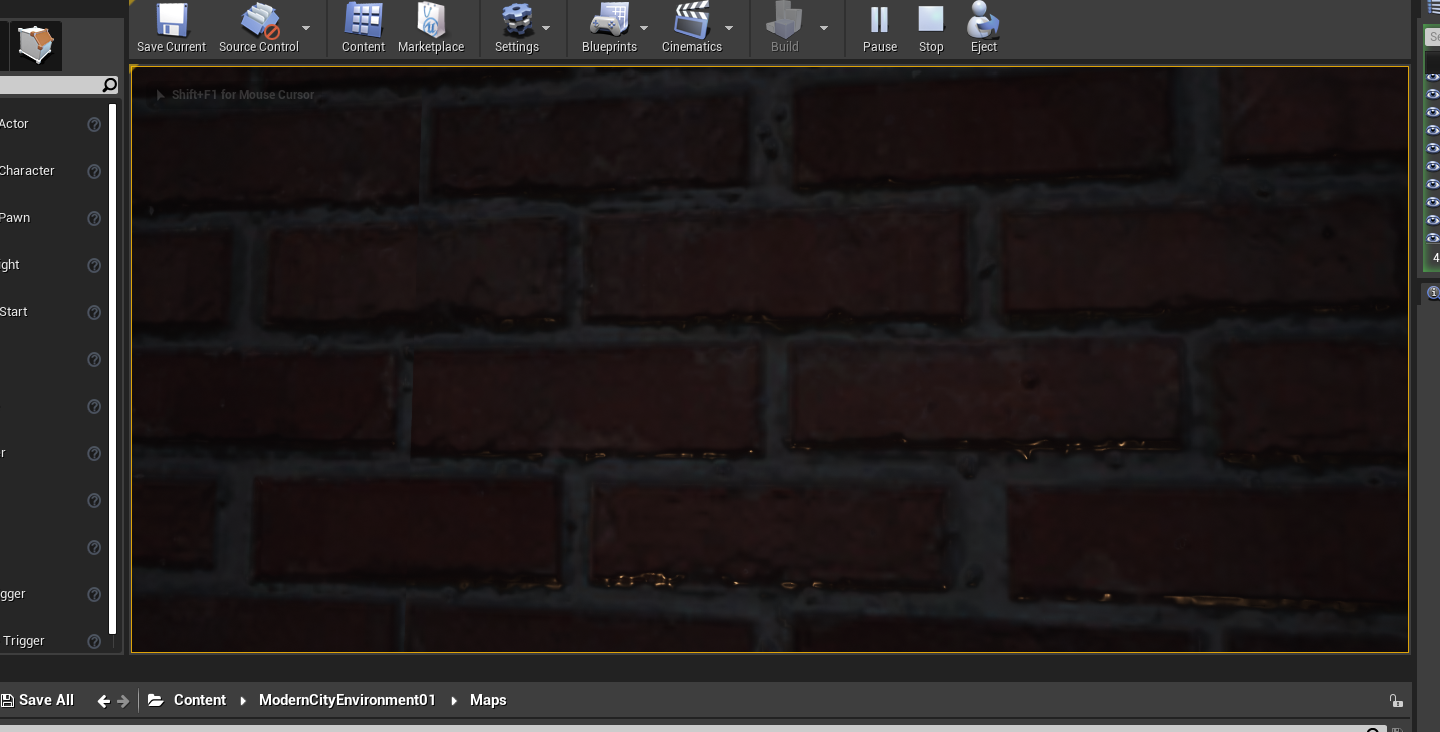 Save Current Source Control Content Marketplace Settings Blueprints Cinematics Build Pause Stop Eject
Shift+F1 for Mouse Cursor
Actor
Character
Pawn
ight
Start
r
gger
Trigger
Se
4
Save All Content ModernCityEnvironment01 Maps